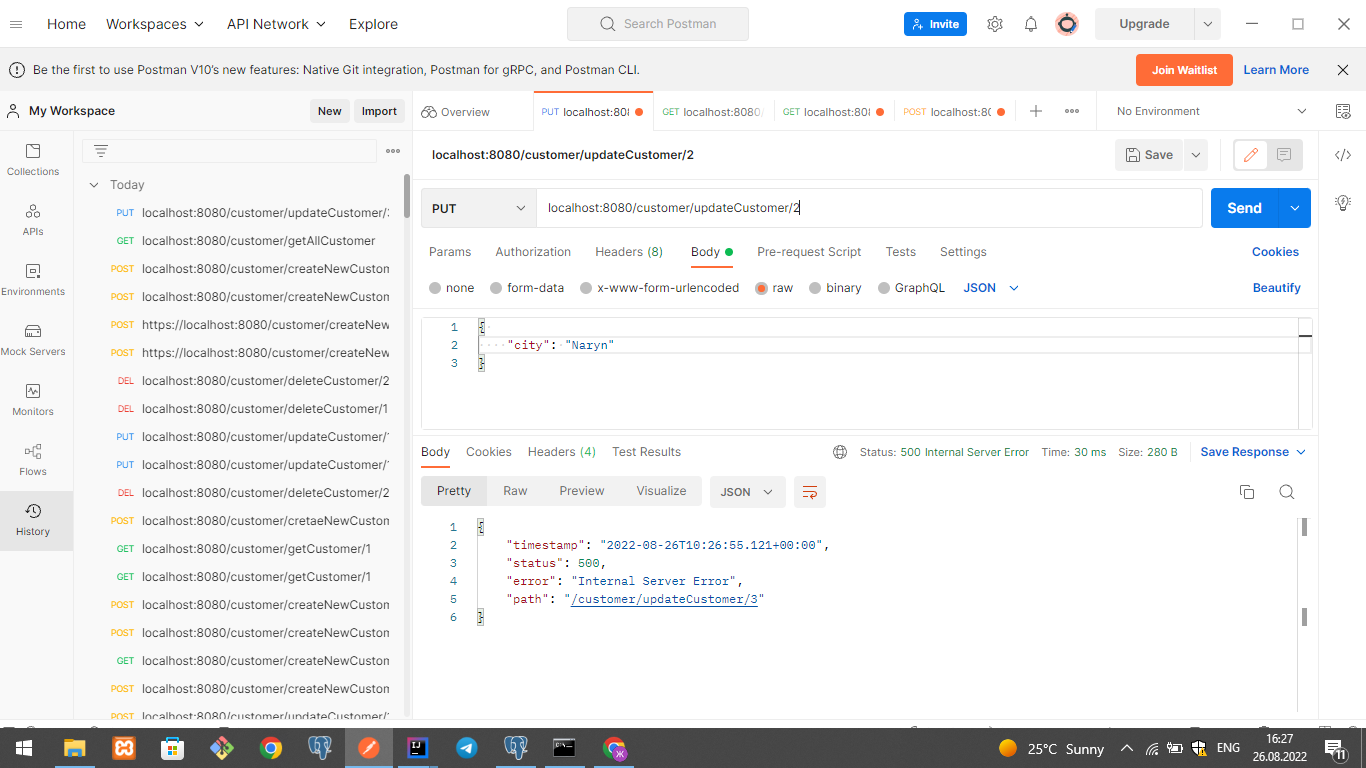 Home Workspaces API Network Explore Search Postman Invite Upgrade
Be the first to use Postman V10's new features: Native Git integration, Postman for gRPC, and Postman CLI. Join Waitlist Learn More
My Workspace New Import Overview PUT localhost:808 GET localhost:8080/ GET localhost:808 POST localhost:80 No Environment
Collections
APIs
Environments
Mock Servers
Monitors
Flows
History
Today
PUT localhost:8080/customer/updateCustomer/
GET localhost:8080/customer/getAllCustomer
POST localhost:8080/customer/createNewCustom
POST localhost:8080/customer/createNewCustom
POST https://localhost:8080/customer/createNew
POST https://localhost:8080/customer/createNew
DEL localhost:8080/customer/deleteCustomer/2
DEL localhost:8080/customer/deleteCustomer/1
PUT localhost:8080/customer/updateCustomer/
PUT localhost:8080/customer/updateCustomer/
DEL localhost:8080/customer/deleteCustomer/2
POST localhost:8080/customer/cretaeNewCustom
GET localhost:8080/customer/getCustomer/1
GET localhost:8080/customer/getCustomer/1
POST localhost:8080/customer/createNewCustom
POST localhost:8080/customer/createNewCustom
GET localhost:8080/customer/createNewCustom
POST localhost:8080/customer/createNewCustom
POST localhost:8080/customer/updateCustomer/
localhost:8080/customer/updateCustomer/2 Save
PUT localhost:8080/customer/updateCustomer/2 Send
Params Authorization Headers (8) Body Pre-request Script Tests Settings Cookies
none form-data x-www-form-urlencoded raw binary GraphQL JSON Beautify
1 {
2 "city": "Naryn"
3 }
Body Cookies Headers (4) Test Results Status: 500 Internal Server Error Time: 30 ms Size: 280 B Save Response
Pretty Raw Preview Visualize JSON
1 {
2 "timestamp": "2022-08-26T10:26:55.121+00:00",
3 "status": 500,
4 "error": "Internal Server Error",
5 "path": "/customer/updateCustomer/3"
6 }
25°C Sunny ENG 16:27
26.08.2022 11